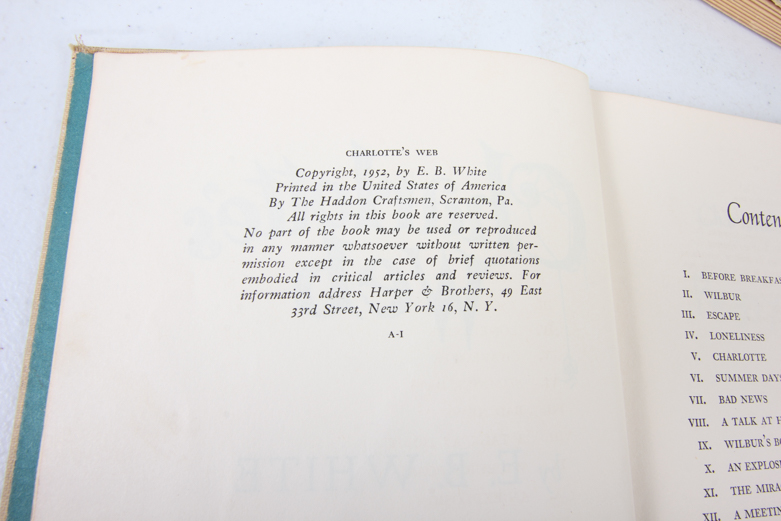 CHARLOTTE'S WEB
Copyright, 1952, by E. B. White
Printed in the United States of America
By The Haddon Craftsmen, Scranton, Pa.
All rights in this book are reserved.
No part of the book may be used or reproduced
in any manner whatsoever without written per-
mission except in the case of brief quotations
embodied in critical articles and reviews. For
information address Harper & Brothers, 49 East
33rd Street, New York 16, N. Y.
A-I
I. BEFORE
II. WILBUR
III. ESCAPE
IV. LONELINESS
V. CHARLOTTE
VI. SUMMER
VII. BAD NEWS
VIII. A TALK AT
IX. WILBUR'S
X. AN
XI. THE
XII. A